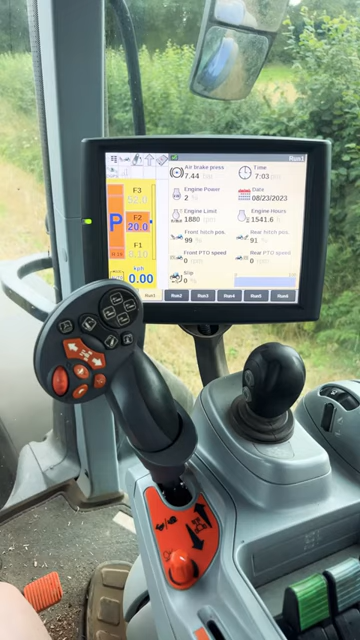 Run1
Air brake press
7.44 bar
Time
7:03
Engine Power
2 %
Date
08/23/2023
Engine Limit
1880 rpm
Engine Hours
1541.6
Front hitch pos.
99 %
Rear hitch pos.
91 %
Front PTO speed
0
Rear PTO speed
0
Slip
0 %
F3
P
F2
20.0
F1
kph
0.00
Run1 Run2 Run3 Run4 Run5 Run6